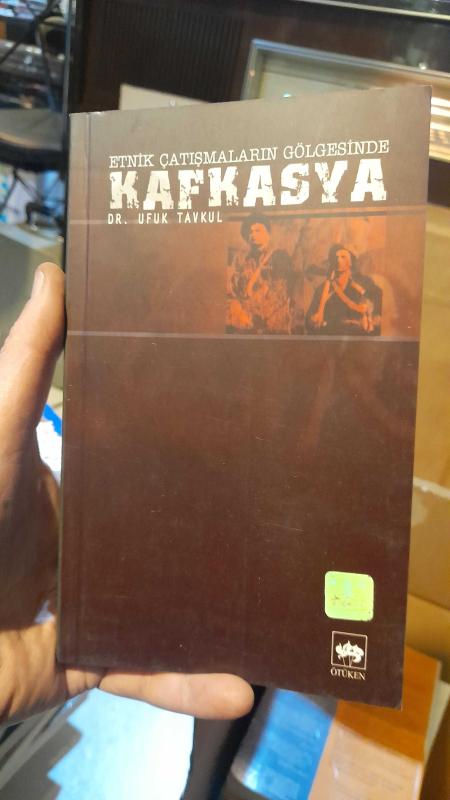 ETNİK ÇATIŞMALARIN GÖLGESİNDE
KAFKASYA
DR. UFUK TAVKUL
ÖTÜKEN